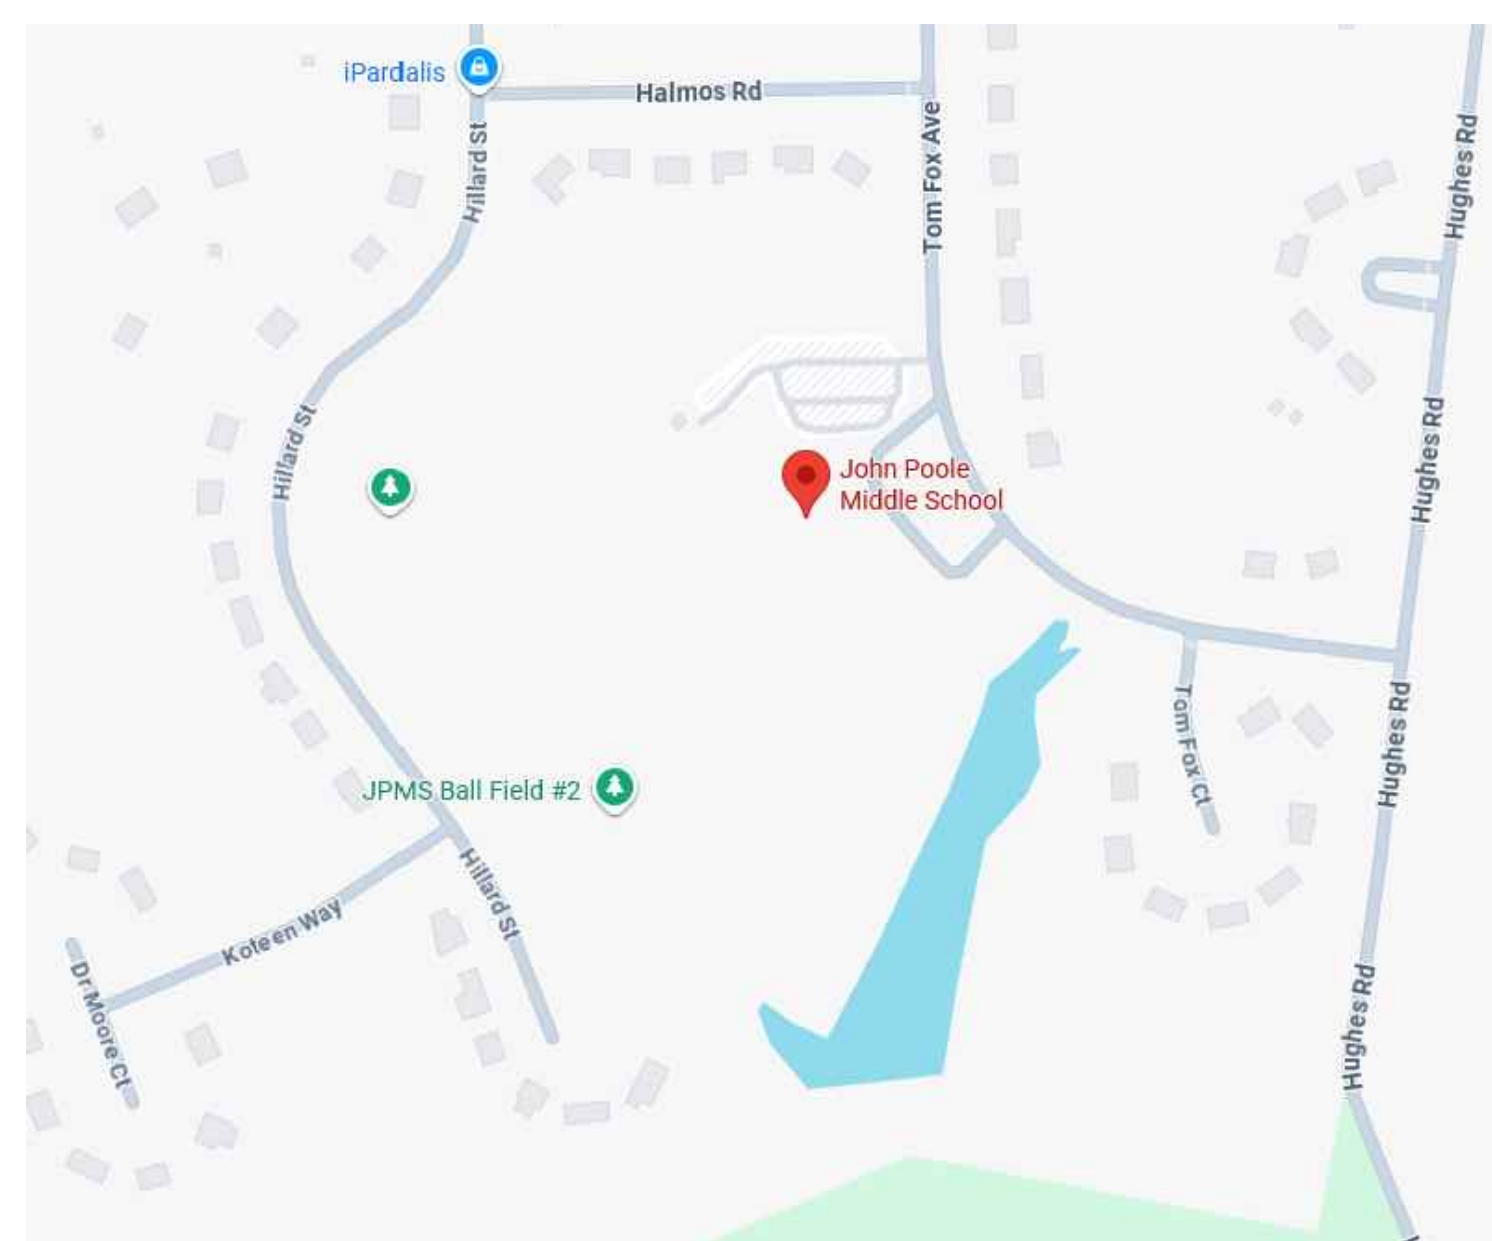 iPardalis
Halmos Rd
Hillard St
Tom Fox Ave
Hughes Rd
Hillard St
Hughes Rd
John Poole
Middle School
Tom Fox Ct
Hughes Rd
JPMS Ball Field #2
Hillard St
Koteen Way
Dr Moore Ct
Hughes Rd